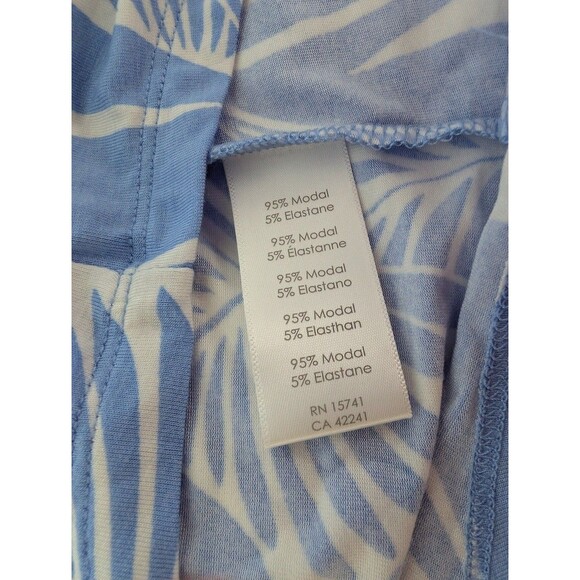 95% Modal
5% Elastane
95% Modal
5% Élastanne
95% Modal
5% Elastano
95% Modal
5% Elasthan
95% Modal
5% Elastane
RN 15741
CA 42241